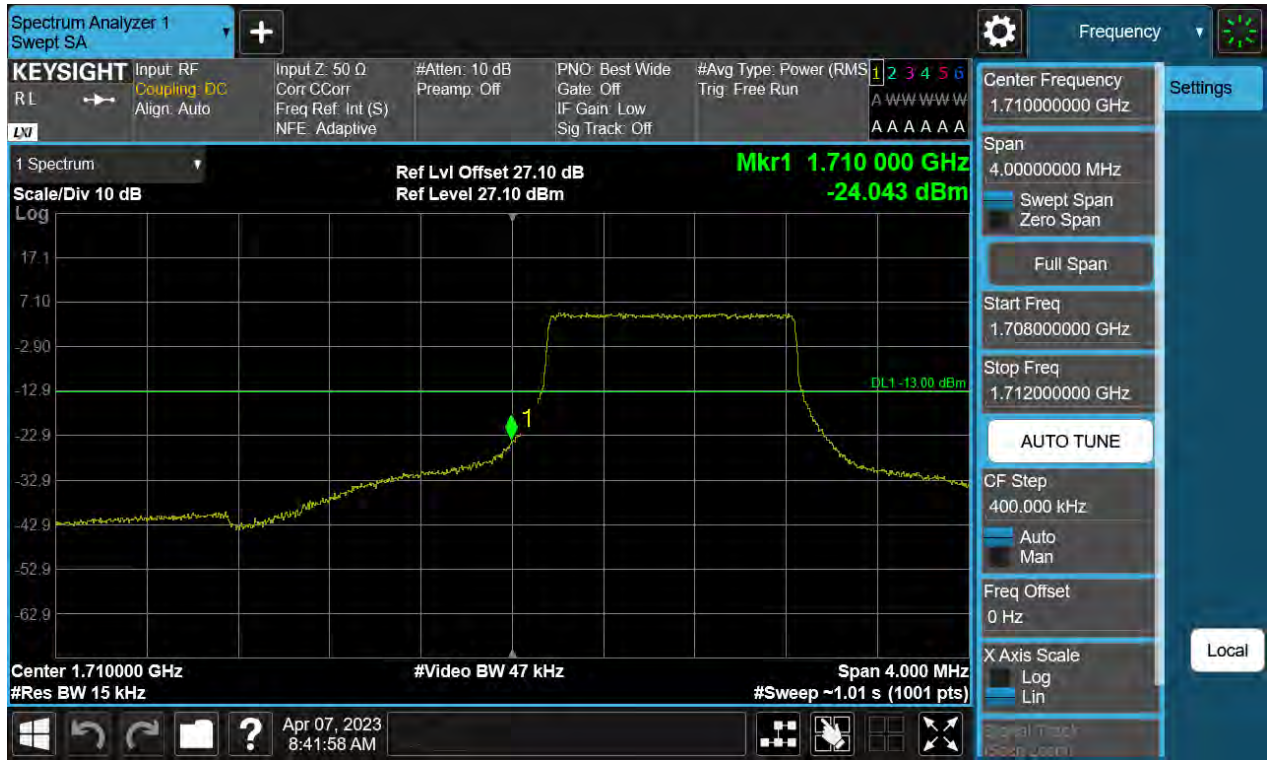 Spectrum Analyzer 1
Swept SA
Frequency
KEYSIGHT
RL
LXI
Input: RF
Coupling: DC
Align: Auto
Input Z: 50 Ω
Corr CCorr
Freq Ref: Int (S)
NFE: Adaptive
#Atten: 10 dB
Preamp: Off
PNO: Best Wide
Gate: Off
IF Gain: Low
Sig Track: Off
#Avg Type: Power (RMS
Trig: Free Run
1 2 3 4 5 6
A W W W W W
A A A A A A
1 Spectrum
Scale/Div 10 dB
Ref Lvl Offset 27.10 dB
Ref Level 27.10 dBm
Mkr1 1.710 000 GHz
-24.043 dBm
Log
17.1
7.10
-2.90
-12.9
-22.9
-32.9
-42.9
-52.9
-62.9
DL1 -13.00 dBm
1
Center 1.710000 GHz
#Res BW 15 kHz
#Video BW 47 kHz
Span 4.000 MHz
#Sweep ~1.01 s (1001 pts)
Center Frequency
1.710000000 GHz
Span
4.00000000 MHz
Swept Span
Zero Span
Full Span
Start Freq
1.708000000 GHz
Stop Freq
1.712000000 GHz
AUTO TUNE
CF Step
400.000 kHz
Auto
Man
Freq Offset
0 Hz
X Axis Scale
Log
Lin
Signal Track
(Span Zoom)
Settings
Local
?
Apr 07, 2023
8:41:58 AM